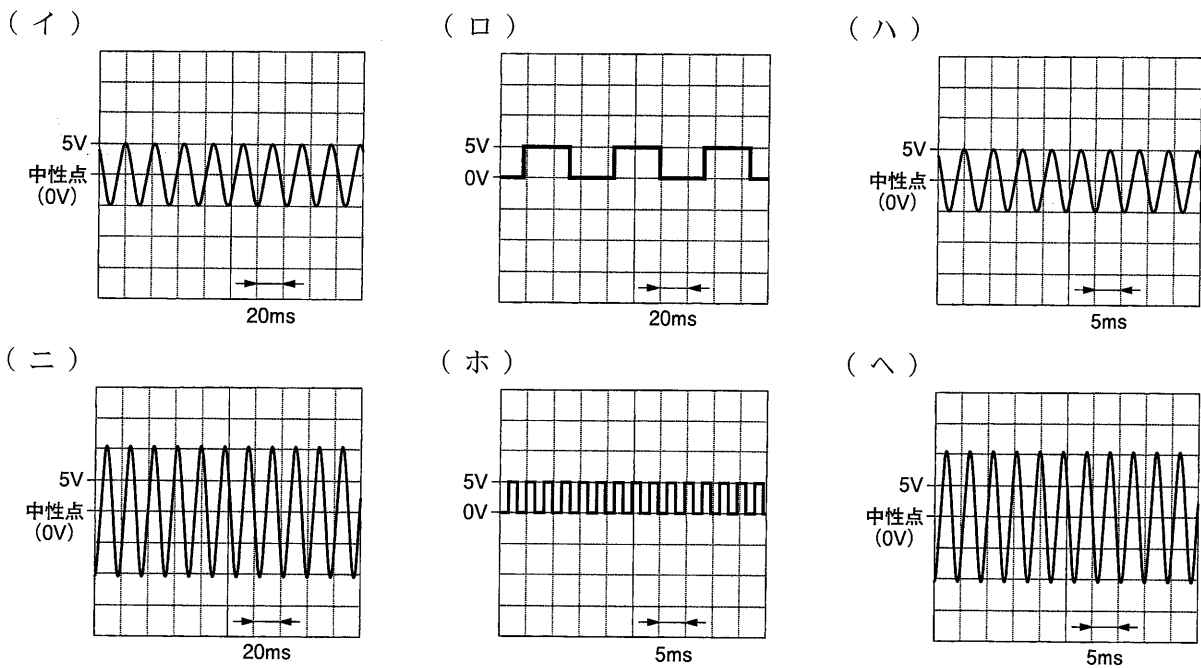 (イ)
5V
中性点
(0V)
20ms
(ロ)
5V
0V
20ms
(ハ)
5V
中性点
(0V)
5ms
(ニ)
5V
中性点
(0V)
20ms
(ホ)
5V
0V
5ms
(ヘ)
5V
中性点
(0V)
5ms